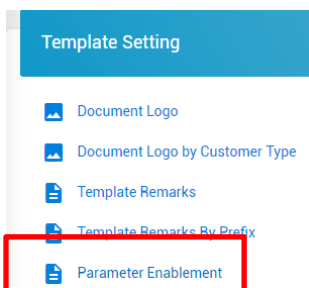 Template Setting
Document Logo
Document Logo by Customer Type
Template Remarks
Template Remarks By Prefix
Parameter Enablement